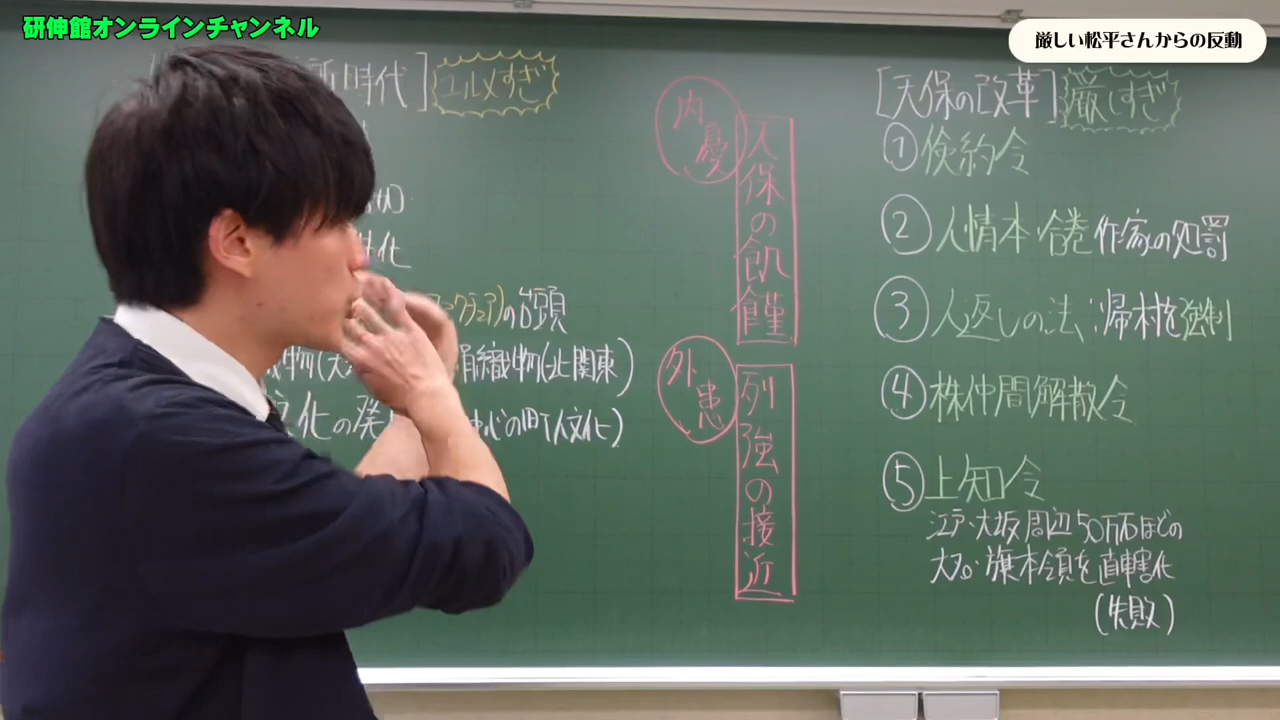 研伸館オンラインチャンネル
厳しい松平さんからの反動
時代]
ユルメすぎ
性化
の台頭
絹織物(北関東)
文化の発
中心の町人文化)
内憂
天保の飢饉
外患
列強の接近
[天保の改革]
厳しすぎ
①倹約令
②人情本・合巻作家の処罰
③人返しの法:帰村を強制
④株仲間解散令
⑤上知令
江戸・大坂周辺50万石ほどの
大名・旗本領を直轄化
(失敗)